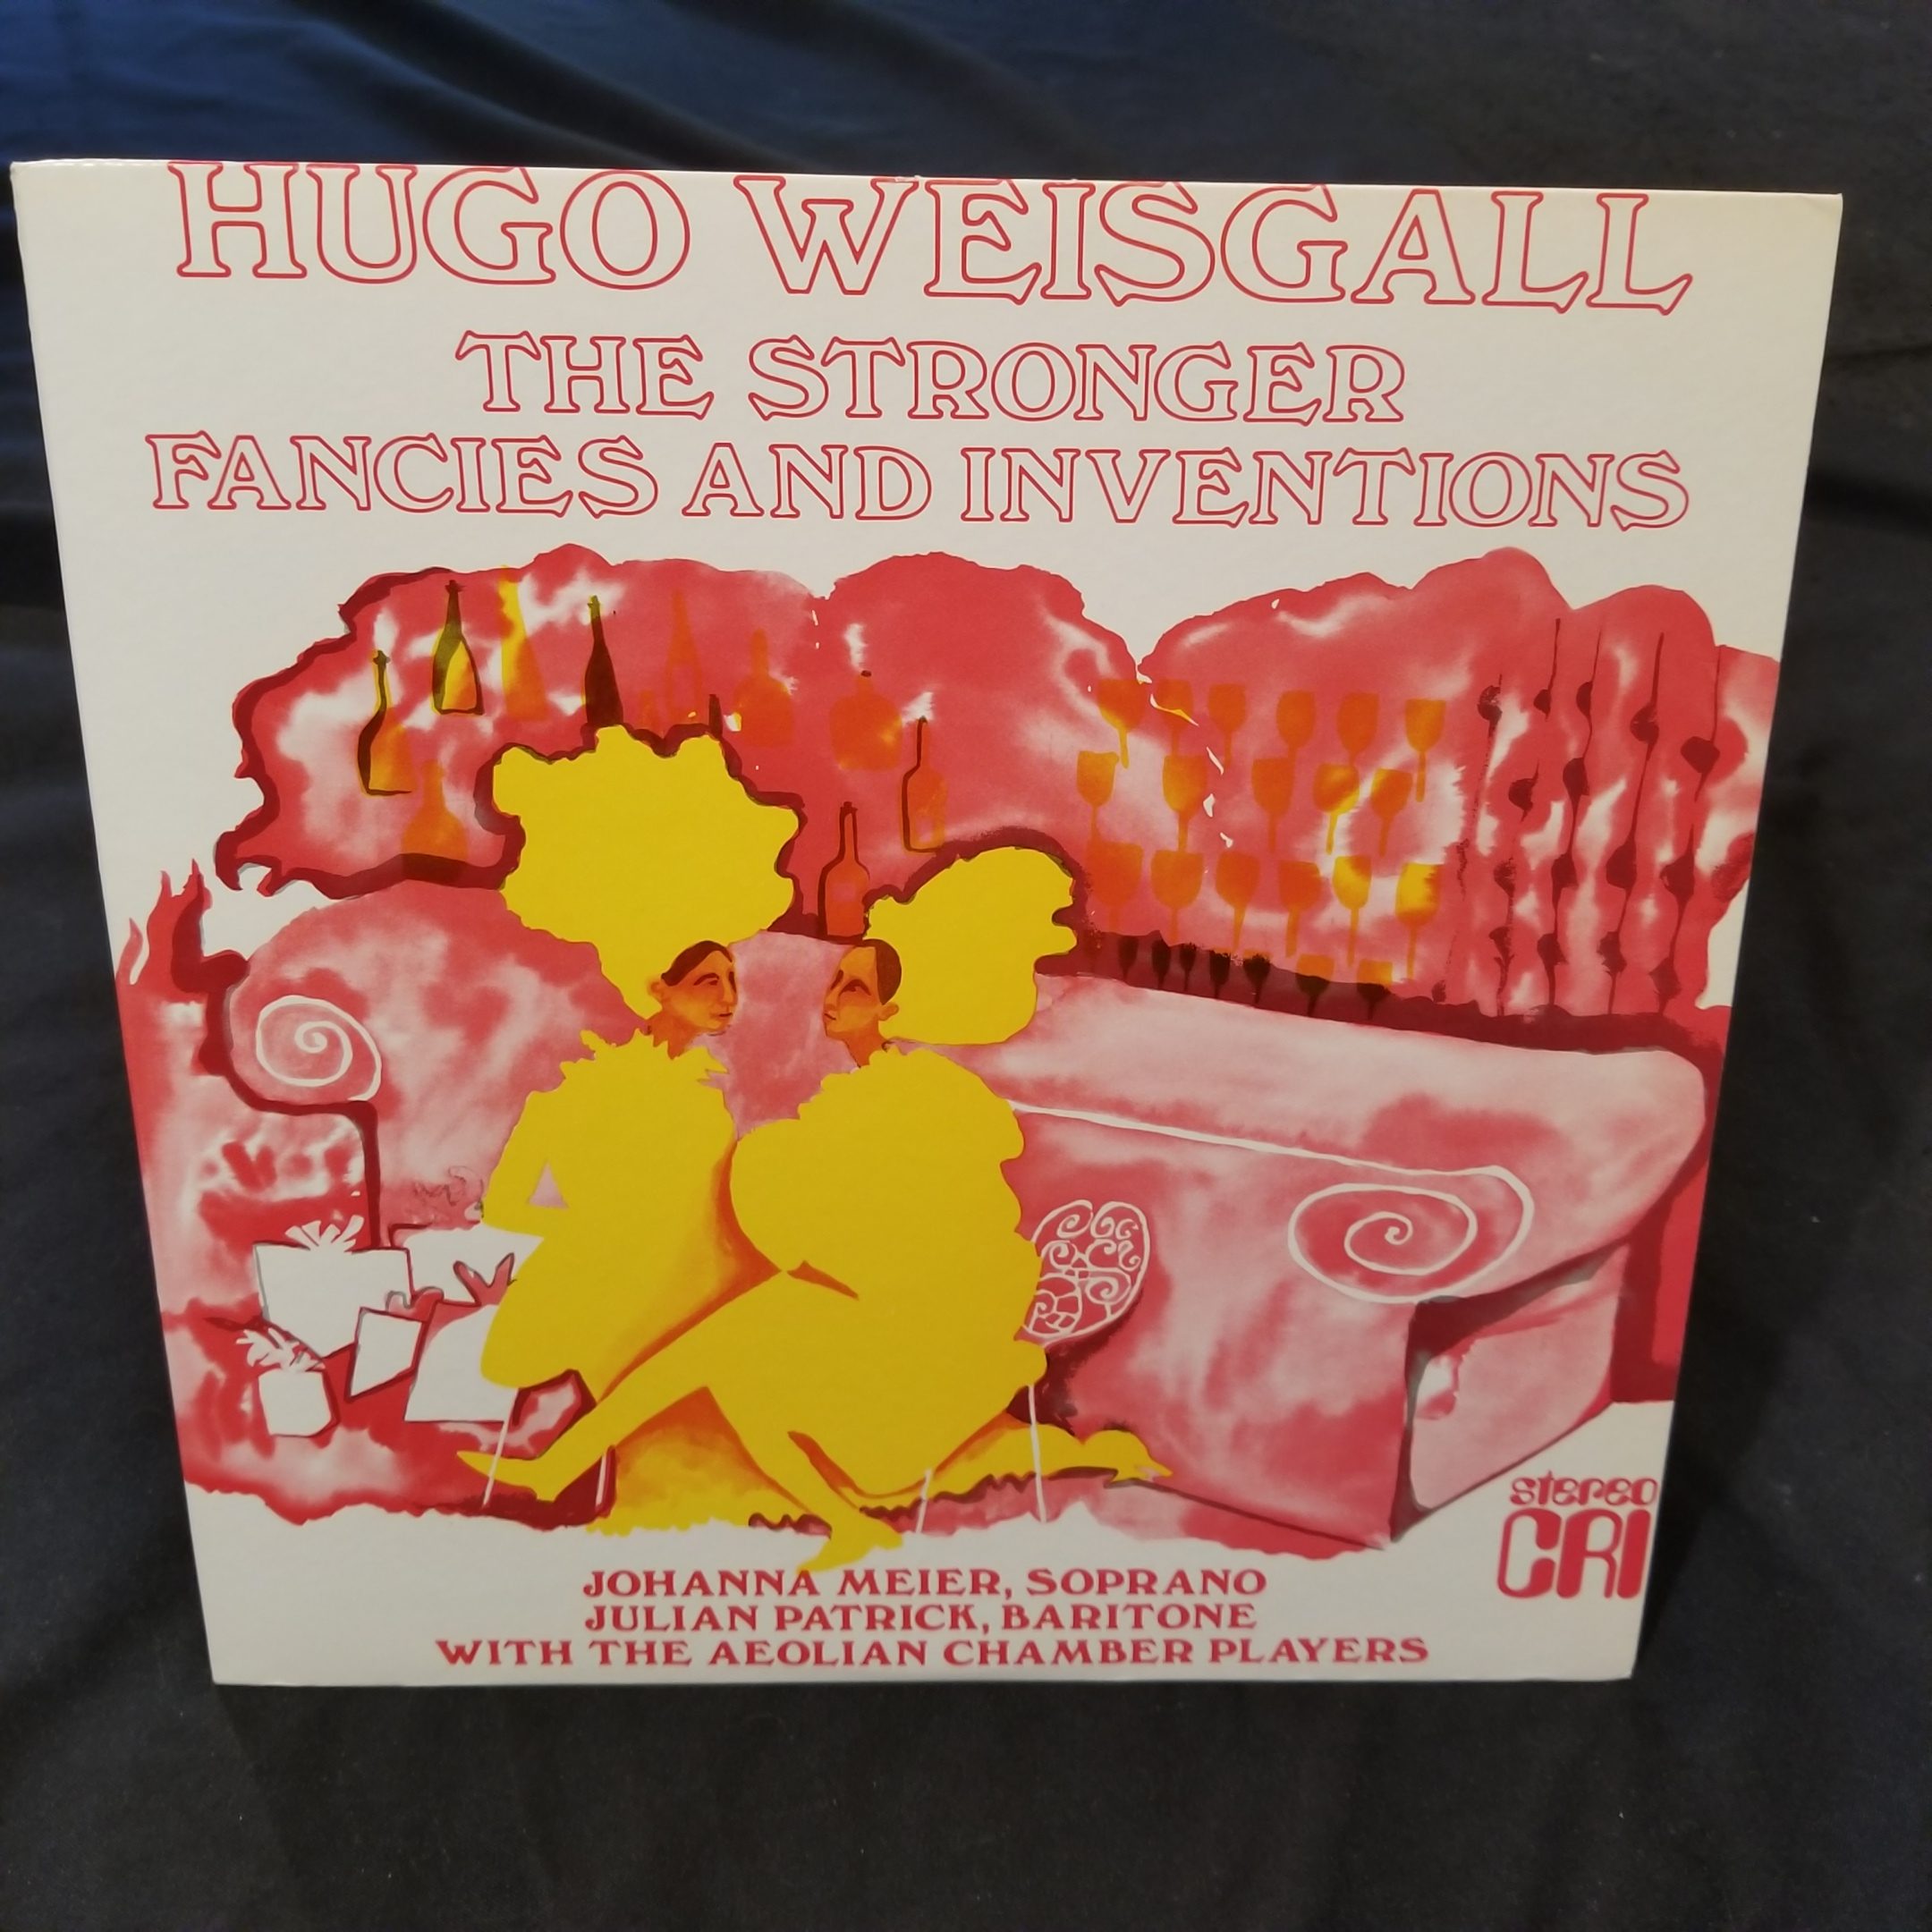 HUGO WEISGALL
THE STRONGER
FANCIES AND INVENTIONS
stereo
CRI
JOHANNA MEIER, SOPRANO
JULIAN PATRICK, BARITONE
WITH THE AEOLIAN CHAMBER PLAYERS